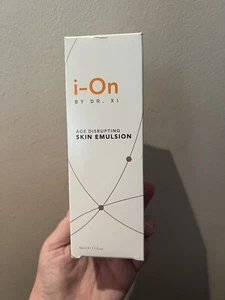 i-On
BY DR. XI
AGE DISRUPTING
SKIN EMULSION